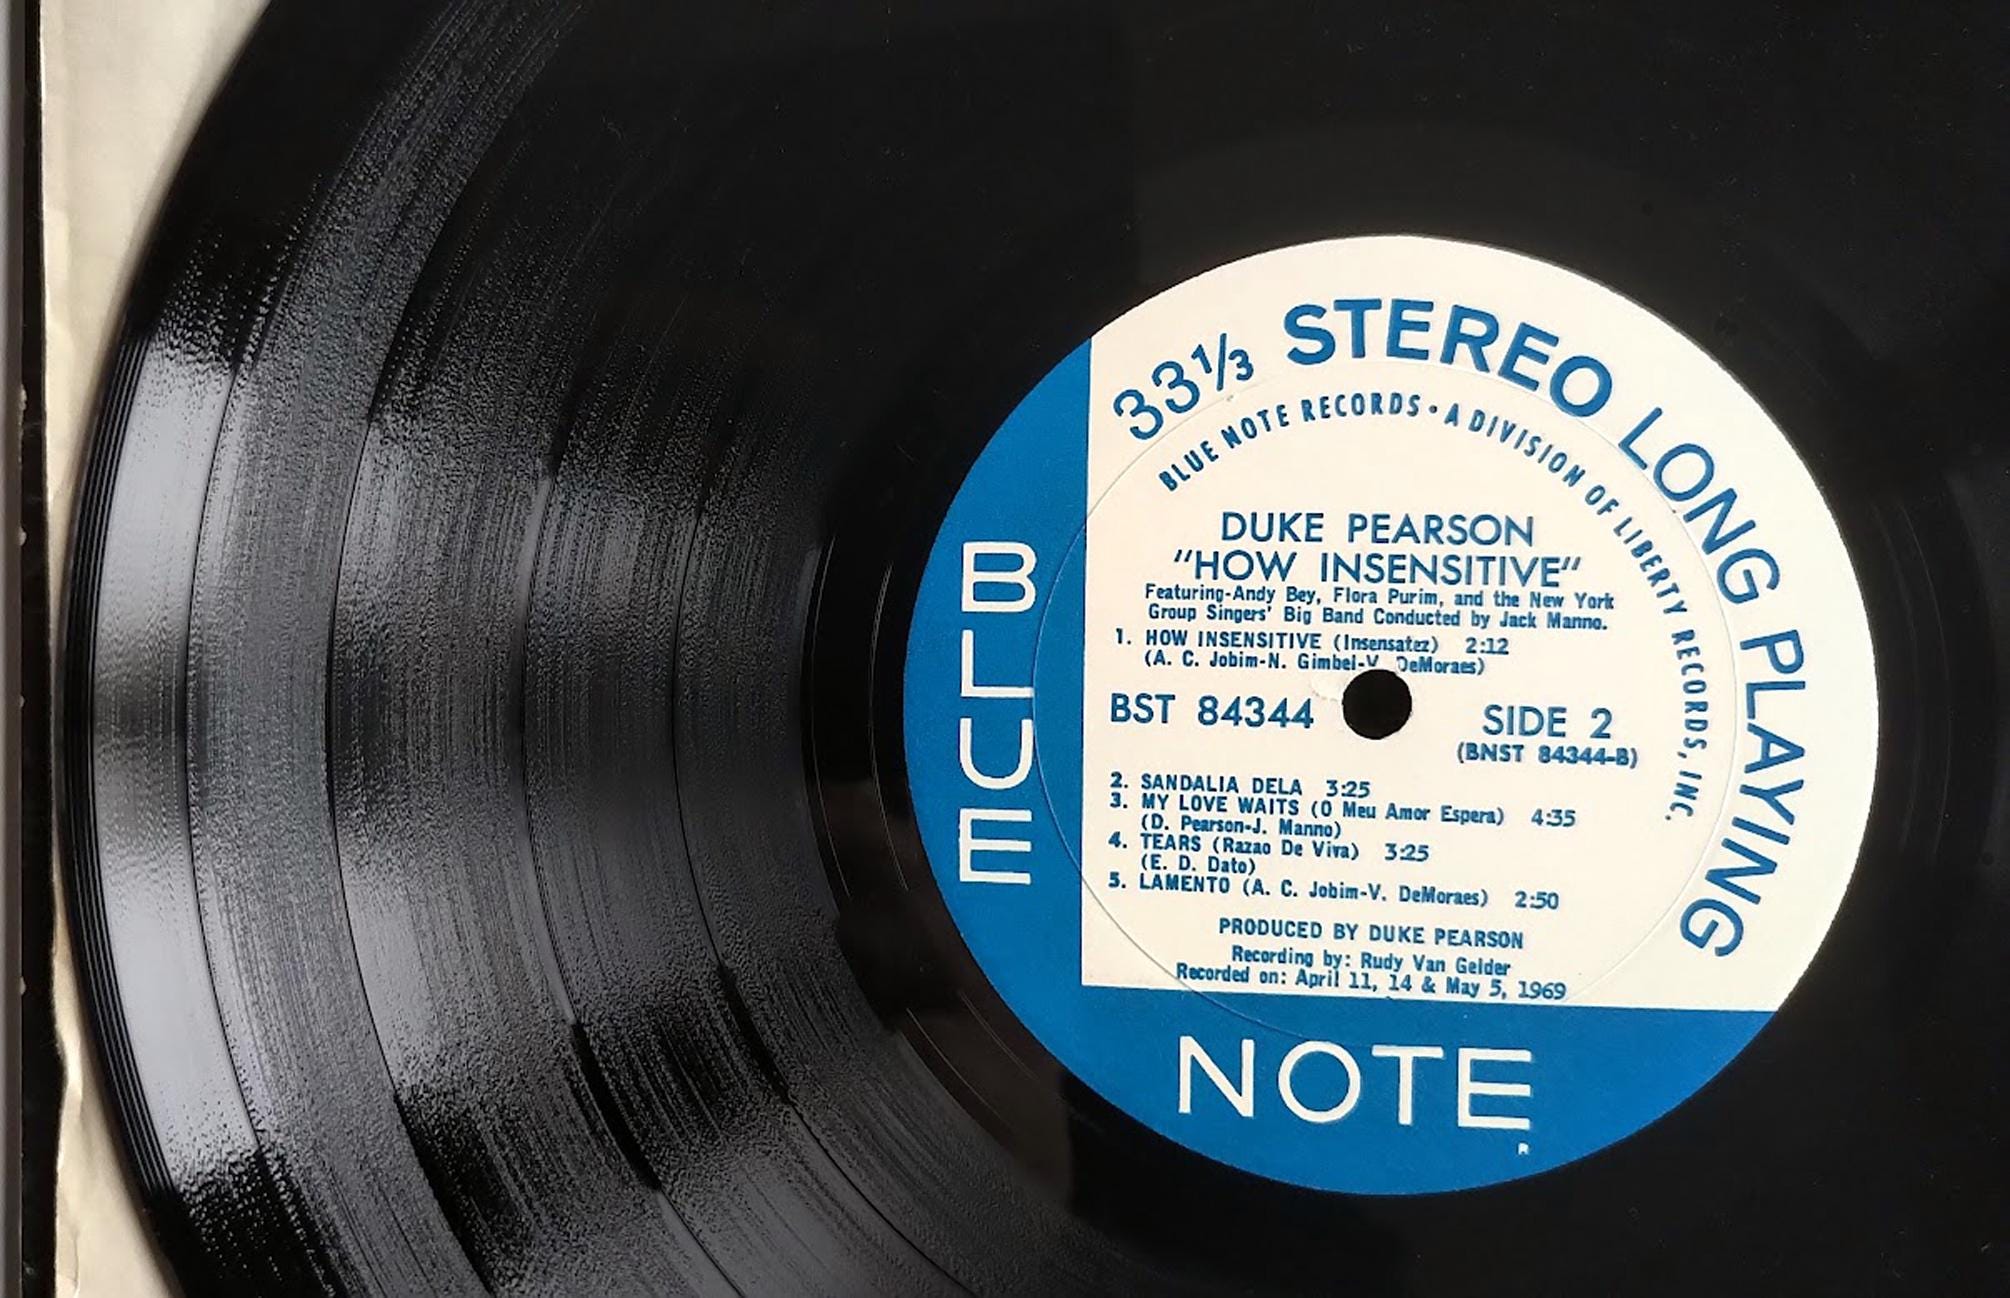 33⅓ STEREO LONG PLAYING
BLUE NOTE RECORDS • A DIVISION OF LIBERTY RECORDS, INC.
DUKE PEARSON
"HOW INSENSITIVE"
Featuring-Andy Bey, Flora Purim, and the New York
Group Singers' Big Band Conducted by Jack Manno.
1. HOW INSENSITIVE (Insensatez) 2:12
(A. C. Jobim-N. Gimbel-V. DeMoraes)
BST 84344
SIDE 2
(BNST 84344-B)
2. SANDALIA DELA 3:25
3. MY LOVE WAITS (O Meu Amor Espera) 4:35
(D. Pearson-J. Manno)
4. TEARS (Razao De Viva) 3:25
(E. D. Dato)
5. LAMENTO (A. C. Jobim-V. DeMoraes) 2:50
PRODUCED BY DUKE PEARSON
Recording by: Rudy Van Gelder
Recorded on: April 11, 14 & May 5, 1969
BLUE
NOTE
R